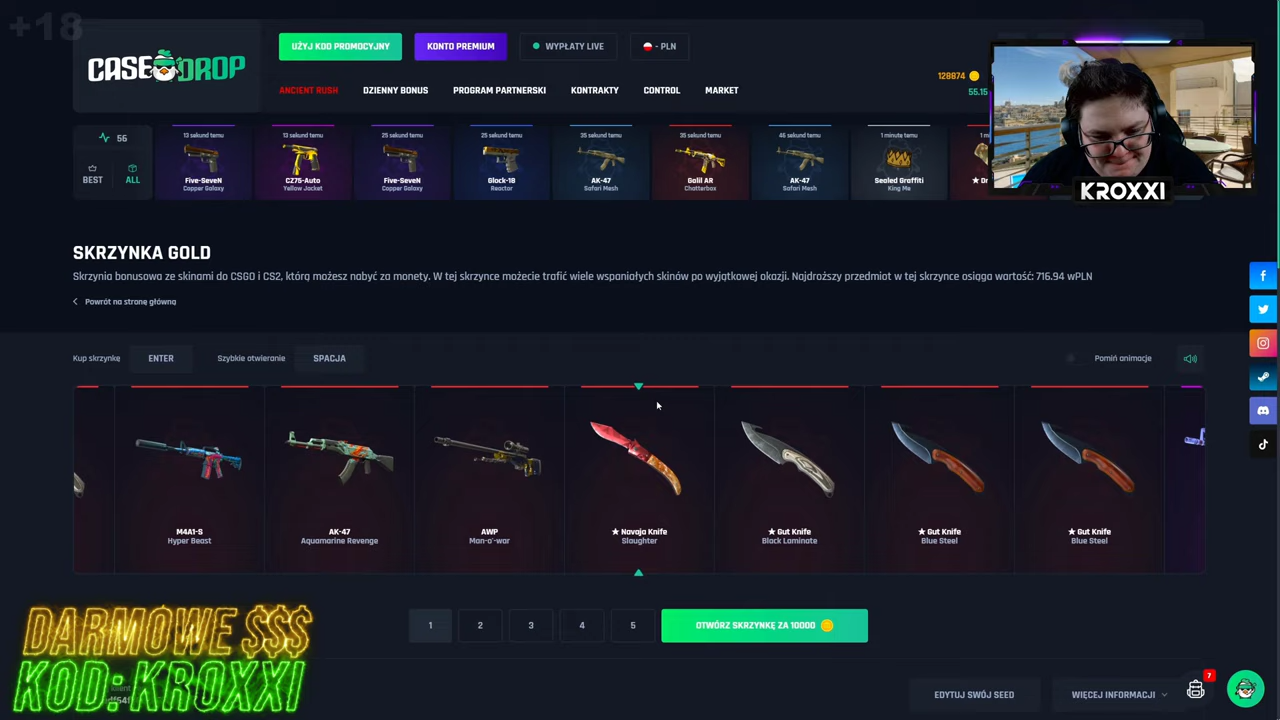 +18
CASE DROP
UŻYJ KOD PROMOCYJNY
KONTO PREMIUM
WYPŁATY LIVE
- PLN
ANCIENT RUSH
DZIENNY BONUS
PROGRAM PARTNERSKI
KONTRAKTY
CONTROL
MARKET
128874
55.15
56
BEST
ALL
13 sekund temu
Five-SeveN
Copper Galaxy
13 sekund temu
CZ75-Auto
Yellow Jacket
25 sekund temu
Five-SeveN
Copper Galaxy
25 sekund temu
Glock-18
Reactor
35 sekund temu
AK-47
Safari Mesh
35 sekund temu
Galil AR
Chatterbox
46 sekund temu
AK-47
Safari Mesh
1 minutę temu
Sealed Graffiti
King Me
KROXXI
SKRZYNKA GOLD
Skrzynia bonusowa ze skinami do CSGO i CS2, którą możesz nabyć za monety. W tej skrzynce możecie trafić wiele wspaniałych skinów po wyjątkowej okazji. Najdroższy przedmiot w tej skrzynce osiąga wartość: 716.94 wPLN
Powrót na stronę główną
Kup skrzynkę
ENTER
Szybkie otwieranie
SPACJA
Pomiń animacje
M4A1-S
Hyper Beast
AK-47
Aquamarine Revenge
AWP
Man-o'-war
★ Navaja Knife
Slaughter
★ Gut Knife
Black Laminate
★ Gut Knife
Blue Steel
★ Gut Knife
Blue Steel
1
2
3
4
5
OTWÓRZ SKRZYNKĘ ZA 10000
DARMOWE $$$
KOD: KROXXI
EDYTUJ SWÓJ SEED
WIĘCEJ INFORMACJI
7